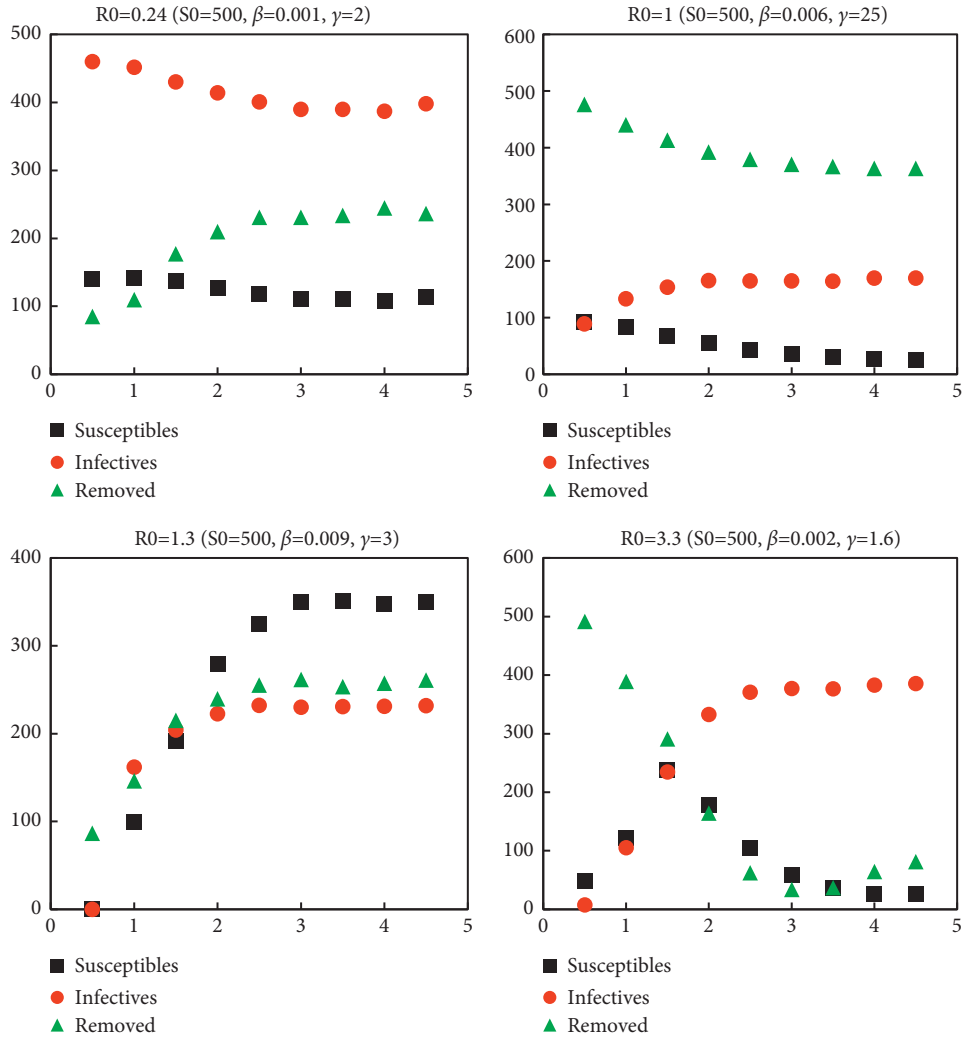 R0=0.24 (S0=500, β=0.001, γ=2)
500
400
300
200
100
0
0 1 2 3 4 5
Susceptibles
Infectives
Removed
R0=1 (S0=500, β=0.006, γ=25)
600
500
400
300
200
100
0
0 1 2 3 4 5
Susceptibles
Infectives
Removed
R0=1.3 (S0=500, β=0.009, γ=3)
400
300
200
100
0
0 1 2 3 4 5
Susceptibles
Infectives
Removed
R0=3.3 (S0=500, β=0.002, γ=1.6)
600
500
400
300
200
100
0
0 1 2 3 4 5
Susceptibles
Infectives
Removed